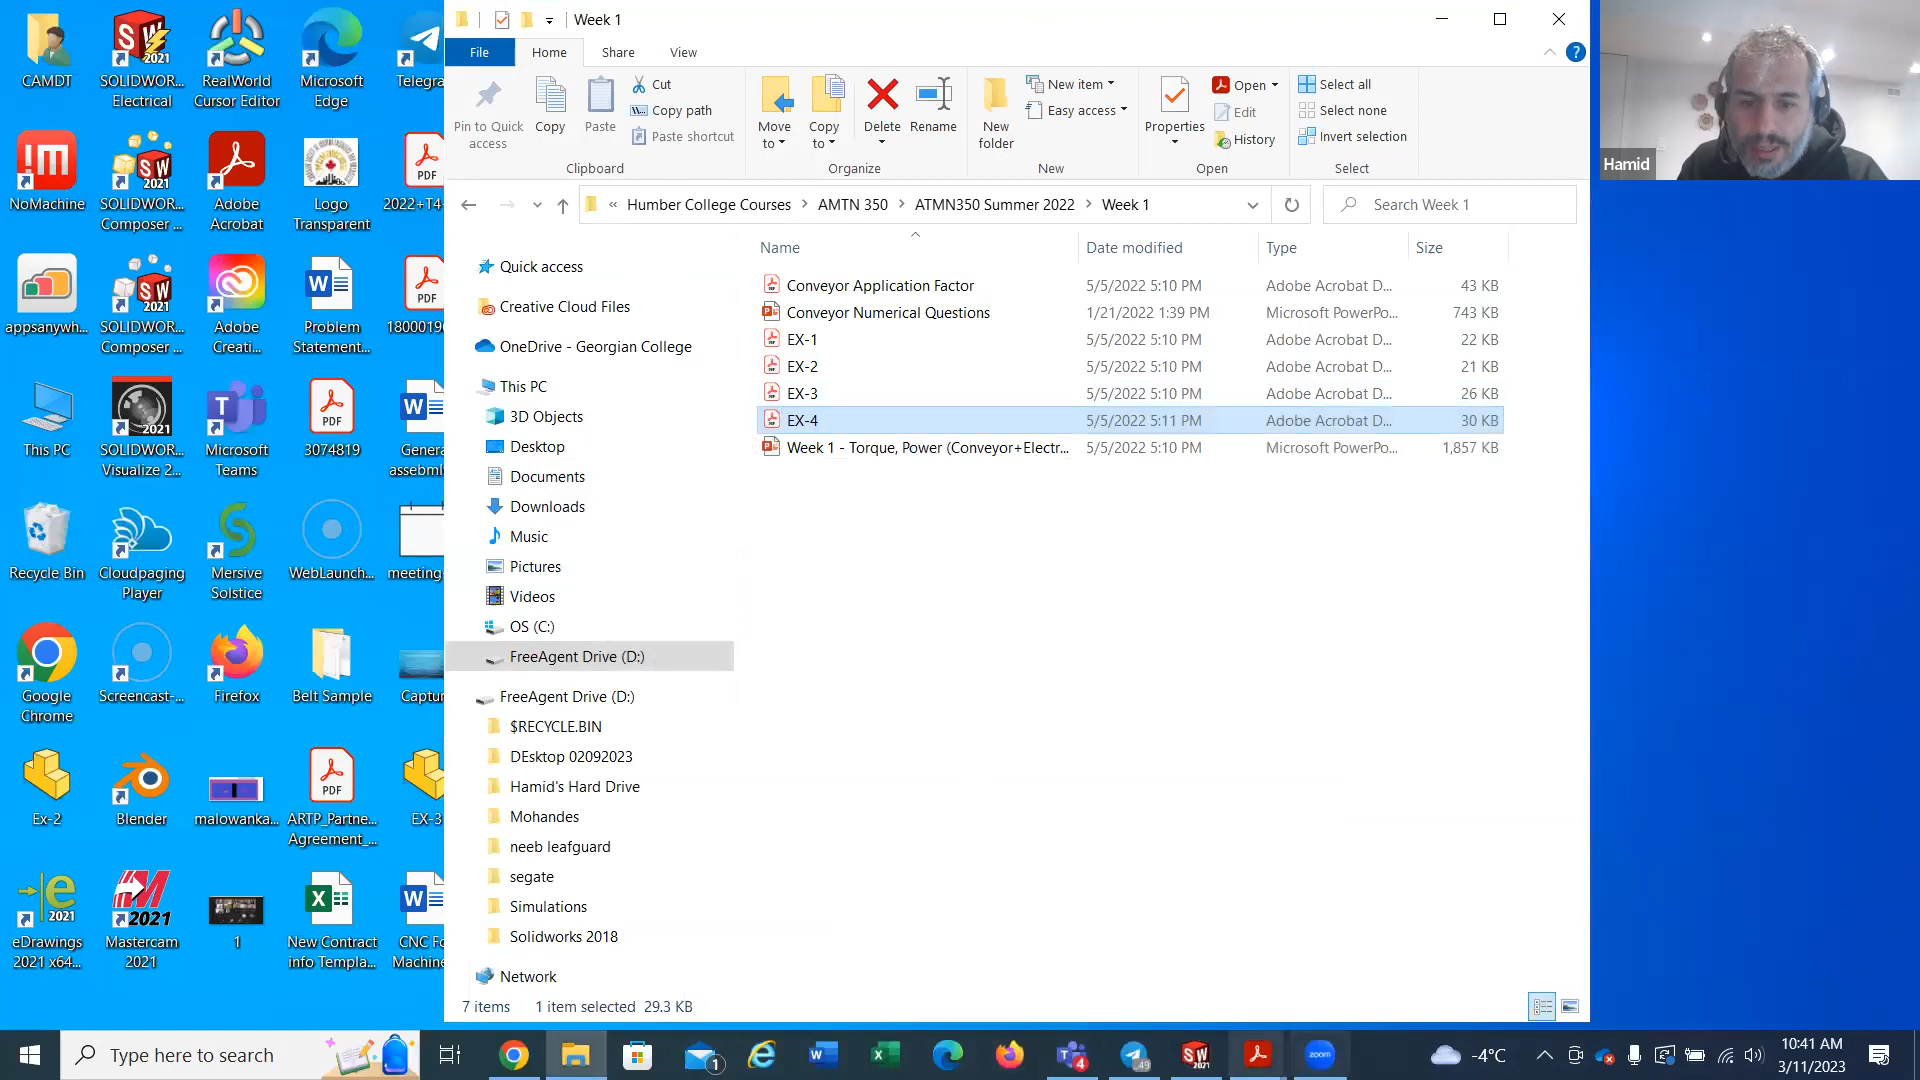 CAMDT
SOLIDWOR...
Electrical
RealWorld
Cursor Editor
Microsoft
Edge
Telegra
NoMachine
SOLIDWOR...
Composer ...
Adobe
Acrobat
Logo
Transparent
2022+T4-
appsanywh...
SOLIDWOR...
Composer ...
Adobe
Creati...
Problem
Statement...
1800019
This PC
SOLIDWOR...
Visualize 2...
Microsoft
Teams
3074819
Genera
assebml
Recycle Bin
Cloudpaging
Player
Mersive
Solstice
WebLaunch...
meeting-
Google
Chrome
Screencast-...
Firefox
Belt Sample
Captur
Ex-2
Blender
malowanka...
ARTP_Partne...
Agreement_...
EX-3
eDrawings
2021 x64...
Mastercam
2021
1
New Contract
info Templa...
CNC Fo
Machine
Week 1
File Home Share View
Pin to Quick
access
Copy
Paste
Cut
Copy path
Paste shortcut
Clipboard
Move
to
Copy
to
Delete
Rename
Organize
New
folder
New item
Easy access
New
Properties
Open
Edit
History
Open
Select all
Select none
Invert selection
Select
« Humber College Courses > AMTN 350 > ATMN350 Summer 2022 > Week 1
Search Week 1
Quick access
Creative Cloud Files
OneDrive - Georgian College
This PC
3D Objects
Desktop
Documents
Downloads
Music
Pictures
Videos
OS (C:)
FreeAgent Drive (D:)
FreeAgent Drive (D:)
$RECYCLE.BIN
DEsktop 02092023
Hamid's Hard Drive
Mohandes
neeb leafguard
segate
Simulations
Solidworks 2018
Network
Name Date modified Type Size
Conveyor Application Factor 5/5/2022 5:10 PM Adobe Acrobat D... 43 KB
Conveyor Numerical Questions 1/21/2022 1:39 PM Microsoft PowerPo... 743 KB
EX-1 5/5/2022 5:10 PM Adobe Acrobat D... 22 KB
EX-2 5/5/2022 5:10 PM Adobe Acrobat D... 21 KB
EX-3 5/5/2022 5:10 PM Adobe Acrobat D... 26 KB
EX-4 5/5/2022 5:11 PM Adobe Acrobat D... 30 KB
Week 1 - Torque, Power (Conveyor+Electr... 5/5/2022 5:10 PM Microsoft PowerPo... 1,857 KB
7 items 1 item selected 29.3 KB
Hamid
Type here to search
-4°C
10:41 AM
3/11/2023